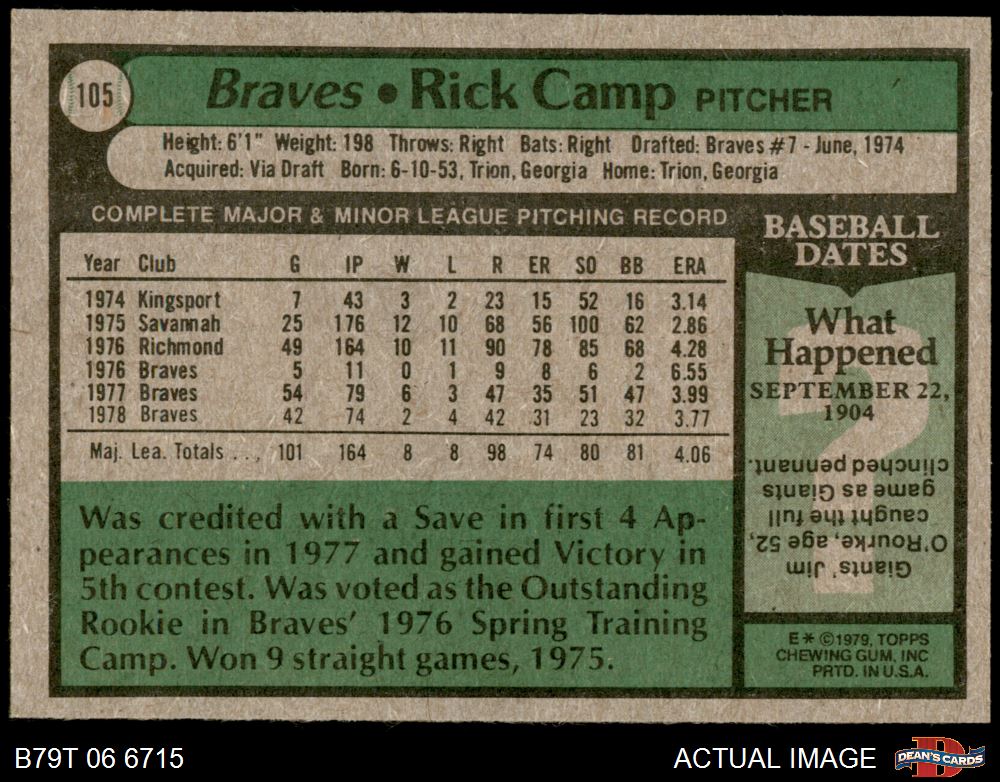 105
Braves • Rick Camp PITCHER
Height: 6'1" Weight: 198 Throws: Right Bats: Right Drafted: Braves #7 - June, 1974
Acquired: Via Draft Born: 6-10-53, Trion, Georgia Home: Trion, Georgia
COMPLETE MAJOR & MINOR LEAGUE PITCHING RECORD
Year Club G IP W L R ER SO BB ERA
1974 Kingsport 7 43 3 2 23 15 52 16 3.14
1975 Savannah 25 176 12 10 68 56 100 62 2.86
1976 Richmond 49 164 10 11 90 78 85 68 4.28
1976 Braves 5 11 0 1 9 8 6 2 6.55
1977 Braves 54 79 6 3 47 35 51 47 3.99
1978 Braves 42 74 2 4 42 31 23 32 3.77
Maj. Lea. Totals . . . 101 164 8 8 98 74 80 81 4.06
Was credited with a Save in first 4 Ap-
pearances in 1977 and gained Victory in
5th contest. Was voted as the Outstanding
Rookie in Braves' 1976 Spring Training
Camp. Won 9 straight games, 1975.
BASEBALL
DATES
What
Happened
SEPTEMBER 22,
1904
Giants' Jim
O'Rourke, age 52,
caught the full
game as Giants
clinched pennant.
E * ©1979, TOPPS
CHEWING GUM, INC
PRTD. IN U.S.A.
B79T 06 6715
ACTUAL IMAGE
DEAN'S CARDS